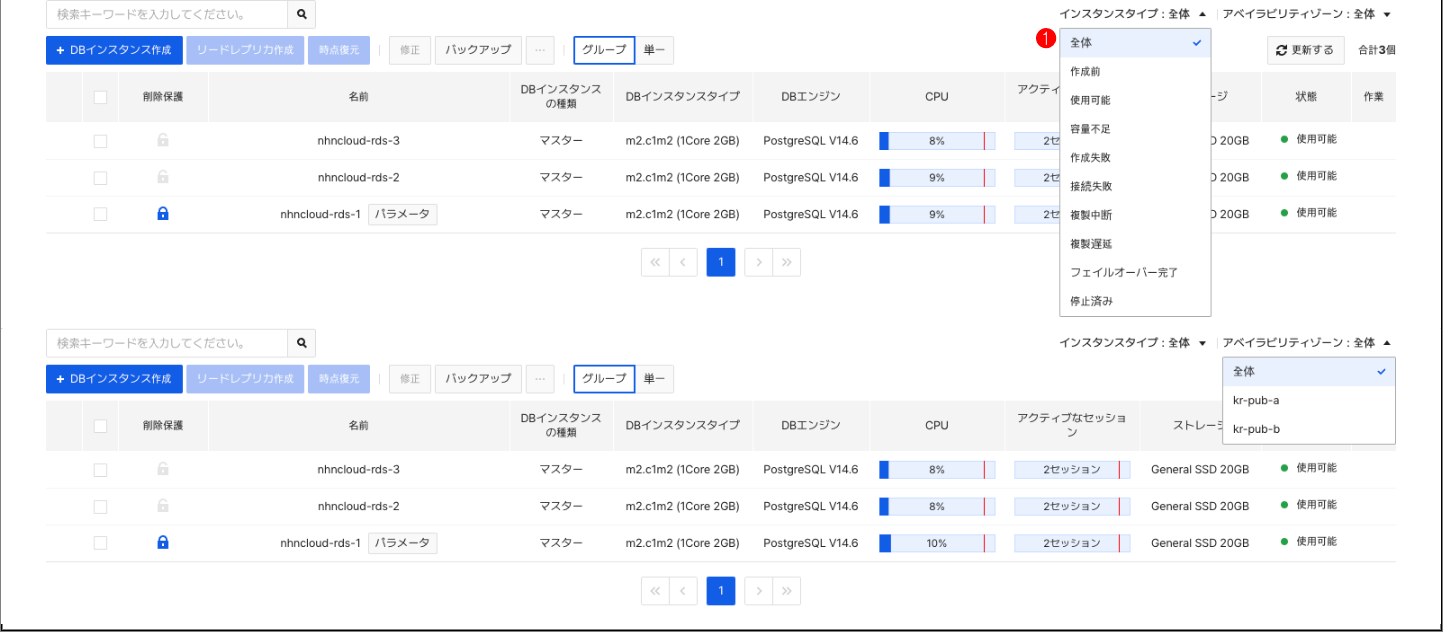 検索キーワードを入力してください。
インスタンスタイプ : 全体 ▲ アベイラビリティゾーン : 全体 ▼
+ DBインスタンス作成 リードレプリカ作成 時点復元 修正 バックアップ ... グループ 単一
更新する 合計3個
1
全体
作成前
使用可能
容量不足
作成失敗
接続失敗
複製中断
複製遅延
フェイルオーバー完了
停止済み
削除保護 名前 DBインスタンスの種類 DBインスタンスタイプ DBエンジン CPU アクティ ージ 状態 作業
nhncloud-rds-3 マスター m2.c1m2 (1Core 2GB) PostgreSQL V14.6 8% 2セ 20GB 使用可能
nhncloud-rds-2 マスター m2.c1m2 (1Core 2GB) PostgreSQL V14.6 9% 2セ 20GB 使用可能
nhncloud-rds-1 パラメータ マスター m2.c1m2 (1Core 2GB) PostgreSQL V14.6 9% 2セ 20GB 使用可能
« ‹ 1 › »
検索キーワードを入力してください。
インスタンスタイプ : 全体 ▼ アベイラビリティゾーン : 全体 ▲
+ DBインスタンス作成 リードレプリカ作成 時点復元 修正 バックアップ ... グループ 単一
全体
kr-pub-a
kr-pub-b
削除保護 名前 DBインスタンスの種類 DBインスタンスタイプ DBエンジン CPU アクティブなセッション ストレー
nhncloud-rds-3 マスター m2.c1m2 (1Core 2GB) PostgreSQL V14.6 8% 2セッション General SSD 20GB 使用可能
nhncloud-rds-2 マスター m2.c1m2 (1Core 2GB) PostgreSQL V14.6 8% 2セッション General SSD 20GB 使用可能
nhncloud-rds-1 パラメータ マスター m2.c1m2 (1Core 2GB) PostgreSQL V14.6 10% 2セッション General SSD 20GB 使用可能
« ‹ 1 › »